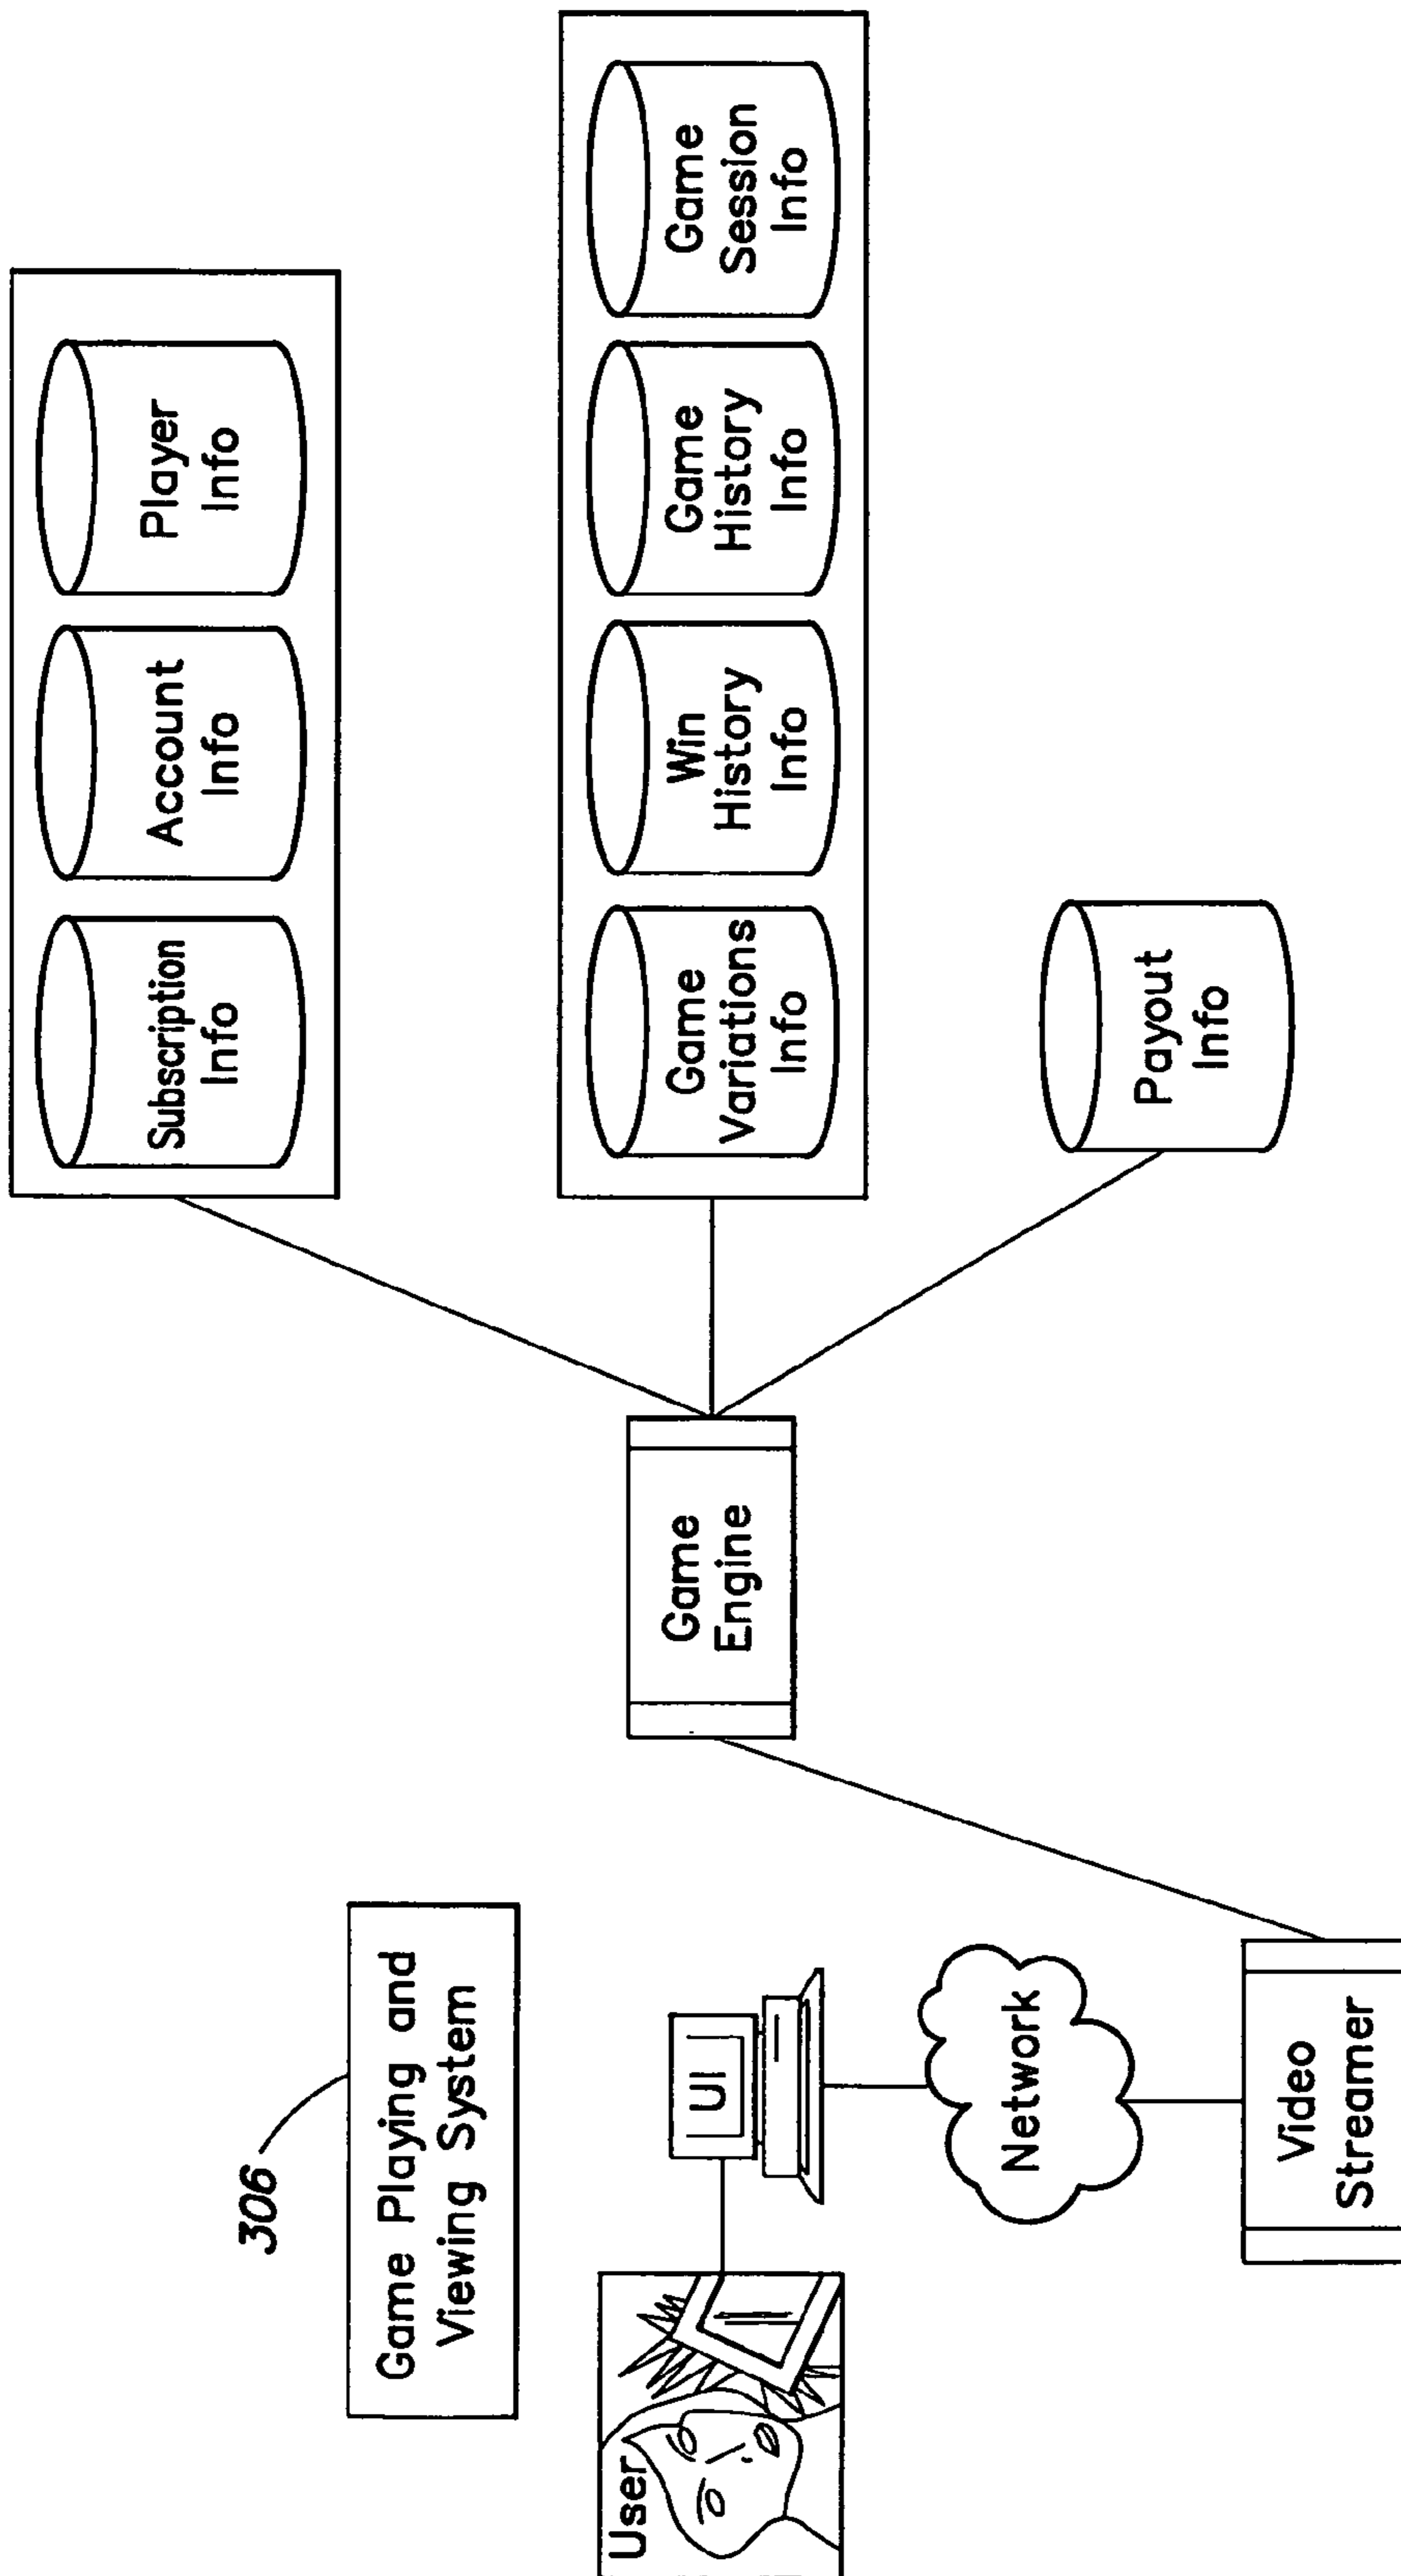 306
Game Playing and
Viewing System
User
UI
Network
Video
Streamer
Game
Engine
Subscription
Info
Account
Info
Player
Info
Game
Variations
Info
Win
History
Info
Game
History
Info
Game
Session
Info
Payout
Info